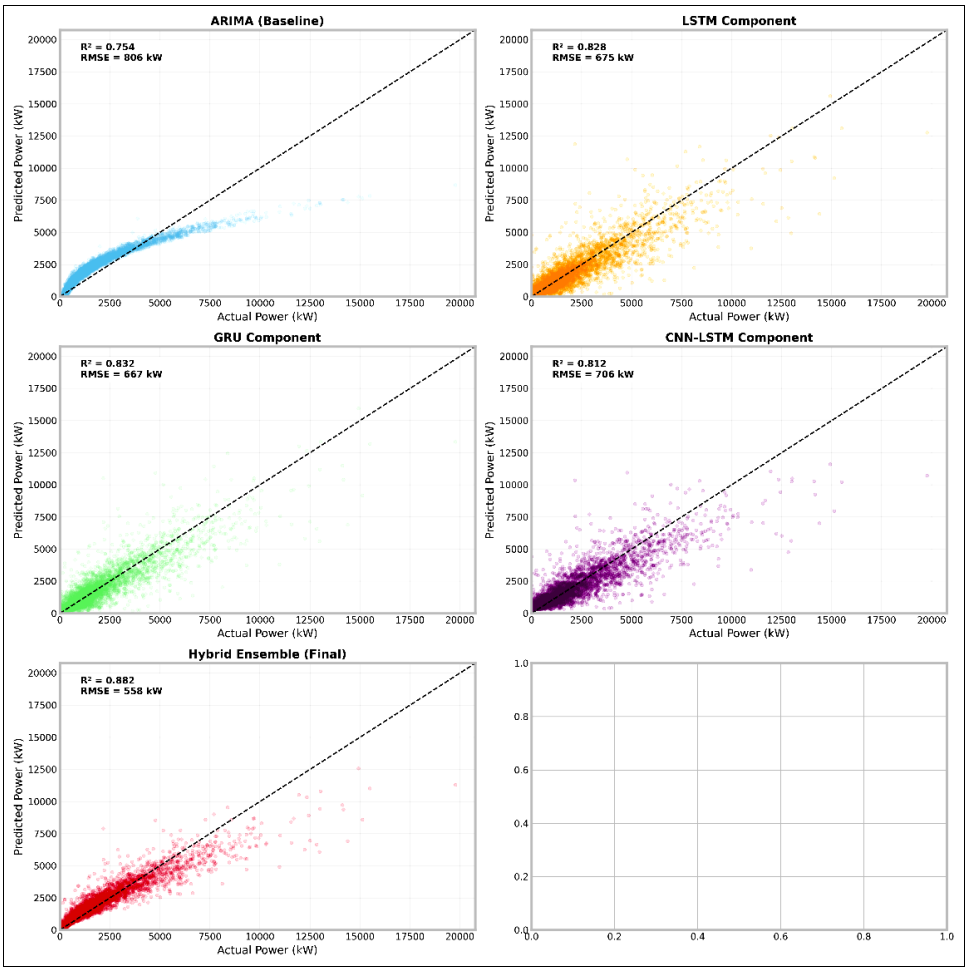 ARIMA (Baseline)
R² = 0.754
RMSE = 806 kW
Predicted Power (kW)
20000
17500
15000
12500
10000
7500
5000
2500
0
0 2500 5000 7500 10000 12500 15000 17500 20000
Actual Power (kW)
LSTM Component
R² = 0.828
RMSE = 675 kW
Predicted Power (kW)
20000
17500
15000
12500
10000
7500
5000
2500
0
0 2500 5000 7500 10000 12500 15000 17500 20000
Actual Power (kW)
GRU Component
R² = 0.832
RMSE = 667 kW
Predicted Power (kW)
20000
17500
15000
12500
10000
7500
5000
2500
0
0 2500 5000 7500 10000 12500 15000 17500 20000
Actual Power (kW)
CNN-LSTM Component
R² = 0.812
RMSE = 706 kW
Predicted Power (kW)
20000
17500
15000
12500
10000
7500
5000
2500
0
0 2500 5000 7500 10000 12500 15000 17500 20000
Actual Power (kW)
Hybrid Ensemble (Final)
R² = 0.882
RMSE = 558 kW
Predicted Power (kW)
20000
17500
15000
12500
10000
7500
5000
2500
0
0 2500 5000 7500 10000 12500 15000 17500 20000
Actual Power (kW)
1.0
0.8
0.6
0.4
0.2
0.0
0.0 0.2 0.4 0.6 0.8 1.0